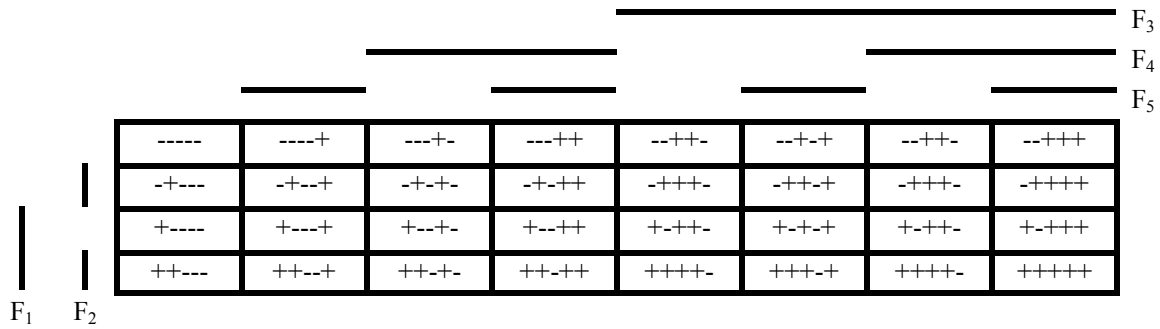 F₃
F₄
F₅
----- ----+ ---+- ---++ --++- --+-+ --++- --+++
-+--- -+--+ -+-+- -+-++ -+++- -++-+ -+++- -++++
+---- +---+ +--+- +--++ +-++- +-+-+ +-++- +-+++
++--- ++--+ ++-+- ++-++ ++++- +++-+ ++++- +++++
F₁ F₂